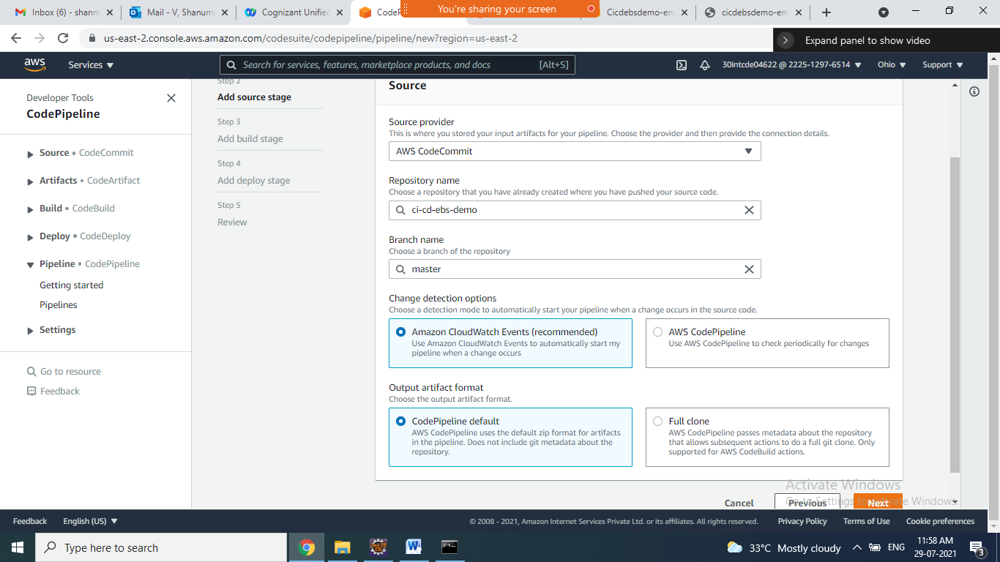 Inbox (6) - shanm
Mail - V, Shanumu
Cognizant Unified
CodeP
You're sharing your screen
Cicdebsdemo-env
cicdebsdemo-env
us-east-2.console.aws.amazon.com/codesuite/codepipeline/pipeline/new?region=us-east-2
Expand panel to show video
aws
Services
Search for services, features, marketplace products, and docs
[Alt+S]
30intcde04622 @ 2225-1297-6514
Ohio
Support
Developer Tools
CodePipeline
Source • CodeCommit
Artifacts • CodeArtifact
Build • CodeBuild
Deploy • CodeDeploy
Pipeline • CodePipeline
Getting started
Pipelines
Settings
Go to resource
Feedback
Step 2
Add source stage
Step 3
Add build stage
Step 4
Add deploy stage
Step 5
Review
Source
Source provider
This is where you stored your input artifacts for your pipeline. Choose the provider and then provide the connection details.
AWS CodeCommit
Repository name
Choose a repository that you have already created where you have pushed your source code.
ci-cd-ebs-demo
Branch name
Choose a branch of the repository
master
Change detection options
Choose a detection mode to automatically start your pipeline when a change occurs in the source code.
Amazon CloudWatch Events (recommended)
Use Amazon CloudWatch Events to automatically start my
pipeline when a change occurs
AWS CodePipeline
Use AWS CodePipeline to check periodically for changes
Output artifact format
Choose the output artifact format.
CodePipeline default
AWS CodePipeline uses the default zip format for artifacts
in the pipeline. Does not include git metadata about the
repository.
Full clone
AWS CodePipeline passes metadata about the repository
that allows subsequent actions to do a full git clone. Only
supported for AWS CodeBuild actions.
Activate Windows
Go to Settings to activate Windows.
Cancel
Previous
Next
Feedback
English (US)
© 2008 - 2021, Amazon Internet Services Private Ltd. or its affiliates. All rights reserved.
Privacy Policy
Terms of Use
Cookie preferences
Type here to search
33°C Mostly cloudy
ENG
11:58 AM
29-07-2021
3